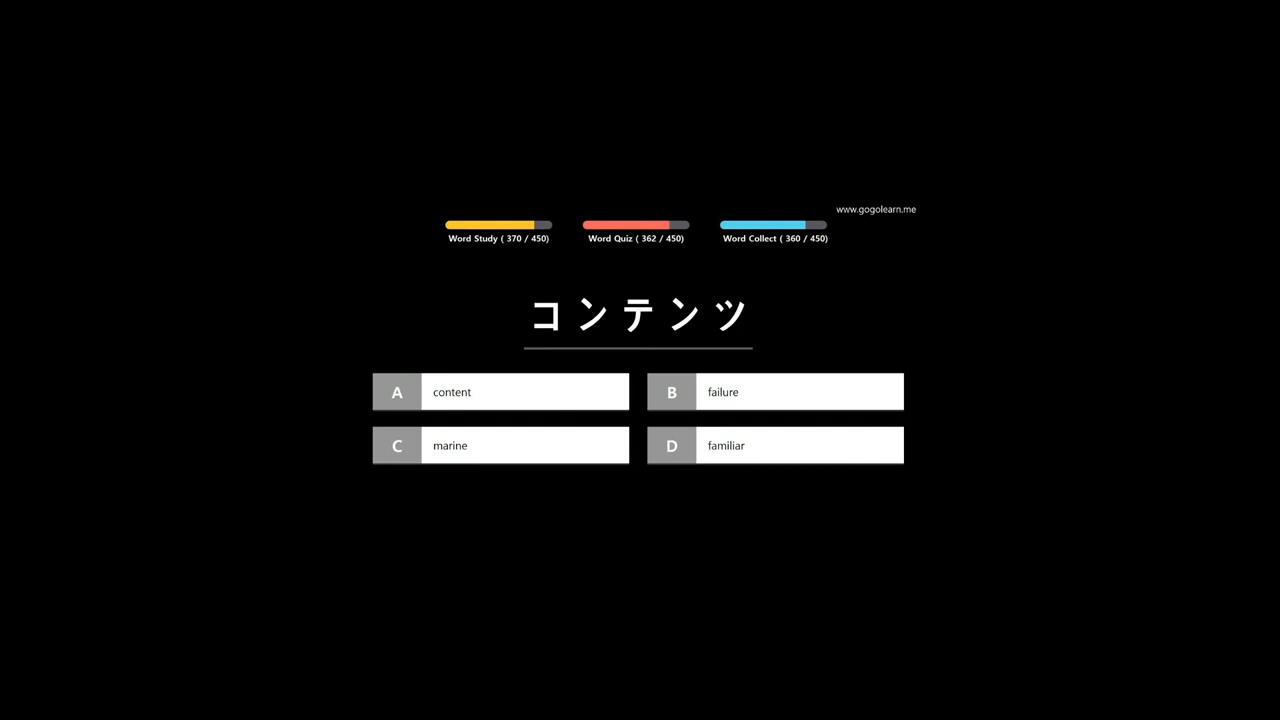 www.gogolearn.me
Word Study ( 370 / 450)
Word Quiz ( 362 / 450)
Word Collect ( 360 / 450)
コンテンツ
A content
B failure
C marine
D familiar